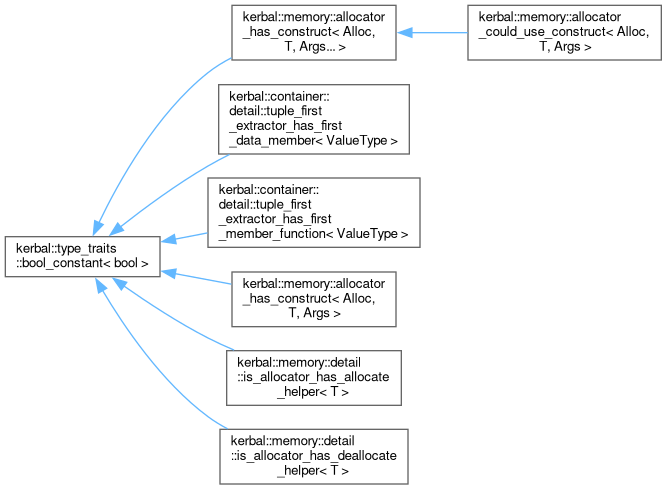 kerbal::memory::allocator
_has_construct< Alloc,
T, Args... >
kerbal::memory::allocator
_could_use_construct< Alloc,
T, Args >
kerbal::container::
detail::tuple_first
_extractor_has_first
_data_member< ValueType >
kerbal::container::
detail::tuple_first
_extractor_has_first
_member_function< ValueType >
kerbal::type_traits
::bool_constant< bool >
kerbal::memory::allocator
_has_construct< Alloc,
T, Args >
kerbal::memory::detail
::is_allocator_has_allocate
_helper< T >
kerbal::memory::detail
::is_allocator_has_deallocate
_helper< T >